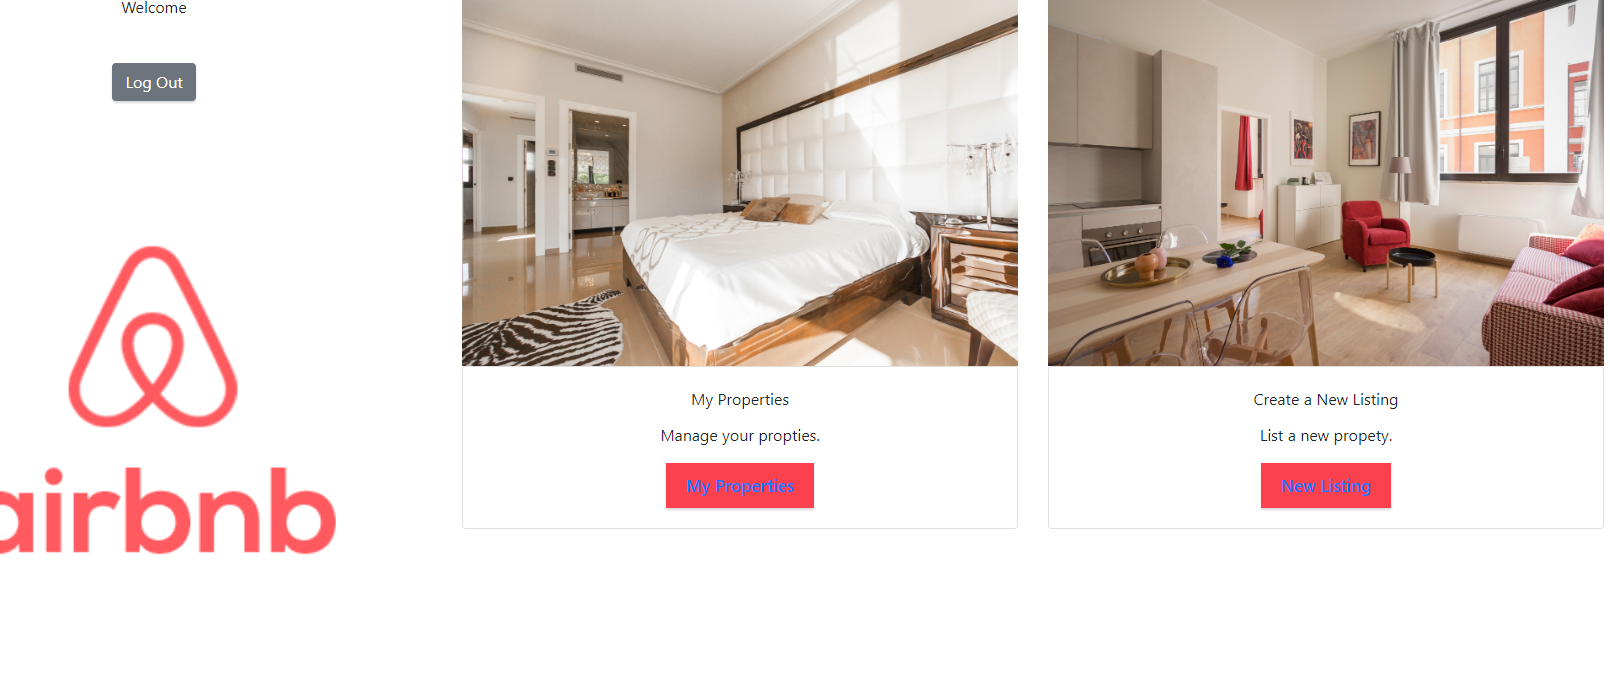 Welcome
Log Out
airbnb
My Properties
Manage your propties.
My Properties
Create a New Listing
List a new propety.
New Listing